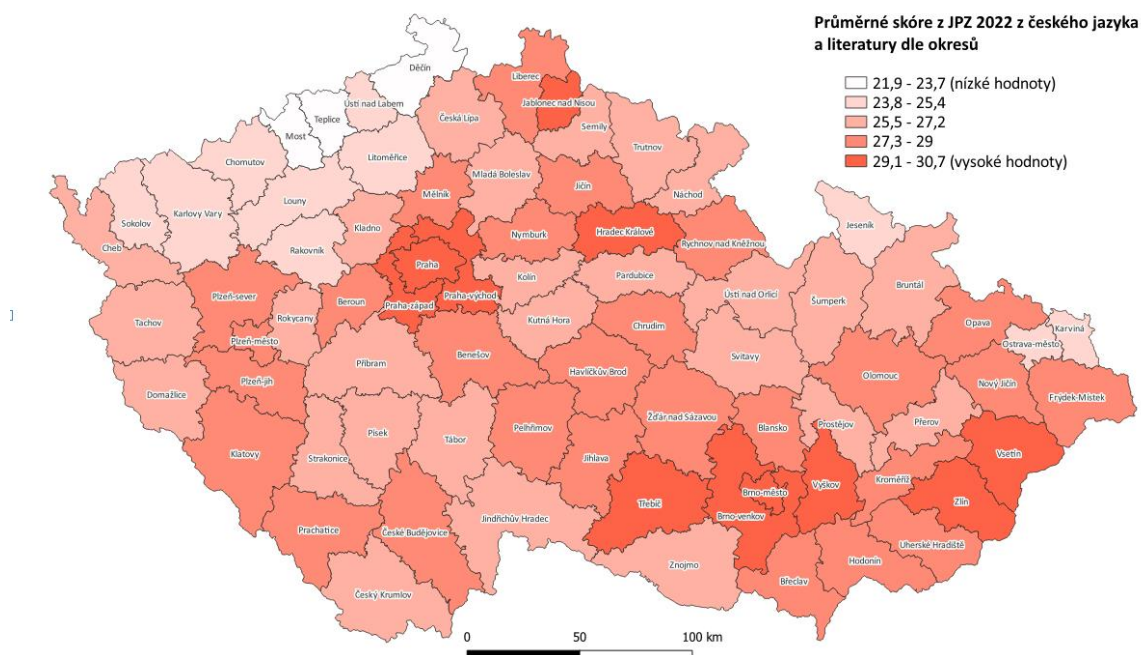 Průměrné skóre z JPZ 2022 z českého jazyka
a literatury dle okresů
21,9 - 23,7 (nízké hodnoty)
23,8 - 25,4
25,5 - 27,2
27,3 - 29
29,1 - 30,7 (vysoké hodnoty)
Děčín
Liberec
Ústí nad Labem
Jablonec nad Nisou
Teplice
Česká Lípa
Semily
Most
Trutnov
Chomutov
Litoměřice
Mladá Boleslav
Jičín
Náchod
Mělník
Louny
Karlovy Vary
Sokolov
Jeseník
Kladno
Nymburk
Hradec Králové
Rychnov nad Kněžnou
Cheb
Rakovník
Praha
Kolín
Pardubice
Bruntál
Plzeň-sever
Beroun
Praha-západ
Praha-východ
Ústí nad Orlicí
Šumperk
Tachov
Rokycany
Kutná Hora
Chrudim
Opava
Karviná
Ostrava-město
Plzeň-město
Příbram
Benešov
Svitavy
Havlíčkův Brod
Olomouc
Plzeň-jih
Nový Jičín
Domažlice
Frýdek-Místek
Žďár nad Sázavou
Blansko
Prostějov
Přerov
Pelhřimov
Písek
Tábor
Klatovy
Strakonice
Jihlava
Vsetín
Kroměříž
Vyškov
Brno-město
Třebíč
Zlín
Brno-venkov
Jindřichův Hradec
Prachatice
České Budějovice
Uherské Hradiště
Znojmo
Hodonín
Břeclav
Český Krumlov
0 50 100 km